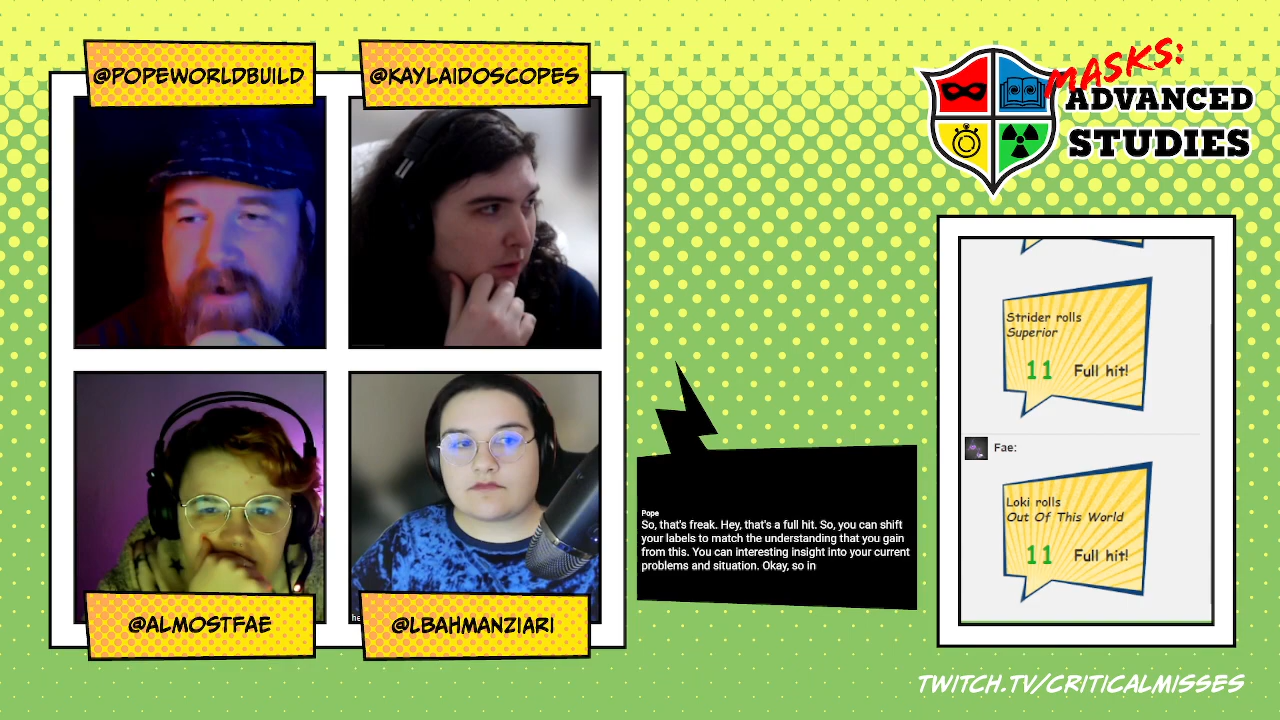 @POPEWORLDBUILD
@KAYLAIDOSCOPES
MASKS:
ADVANCED
STUDIES
Strider rolls
Superior
11 Full hit!
Fae:
Loki rolls
Out Of This World
11 Full hit!
Pope
So, that's freak. Hey, that's a full hit. So, you can shift
your labels to match the understanding that you gain
from this. You can interesting insight into your current
problems and situation. Okay, so in
he
@ALMOSTFAE
@LBAHMANZIARI
TWITCH.TV/CRITICALMISSES